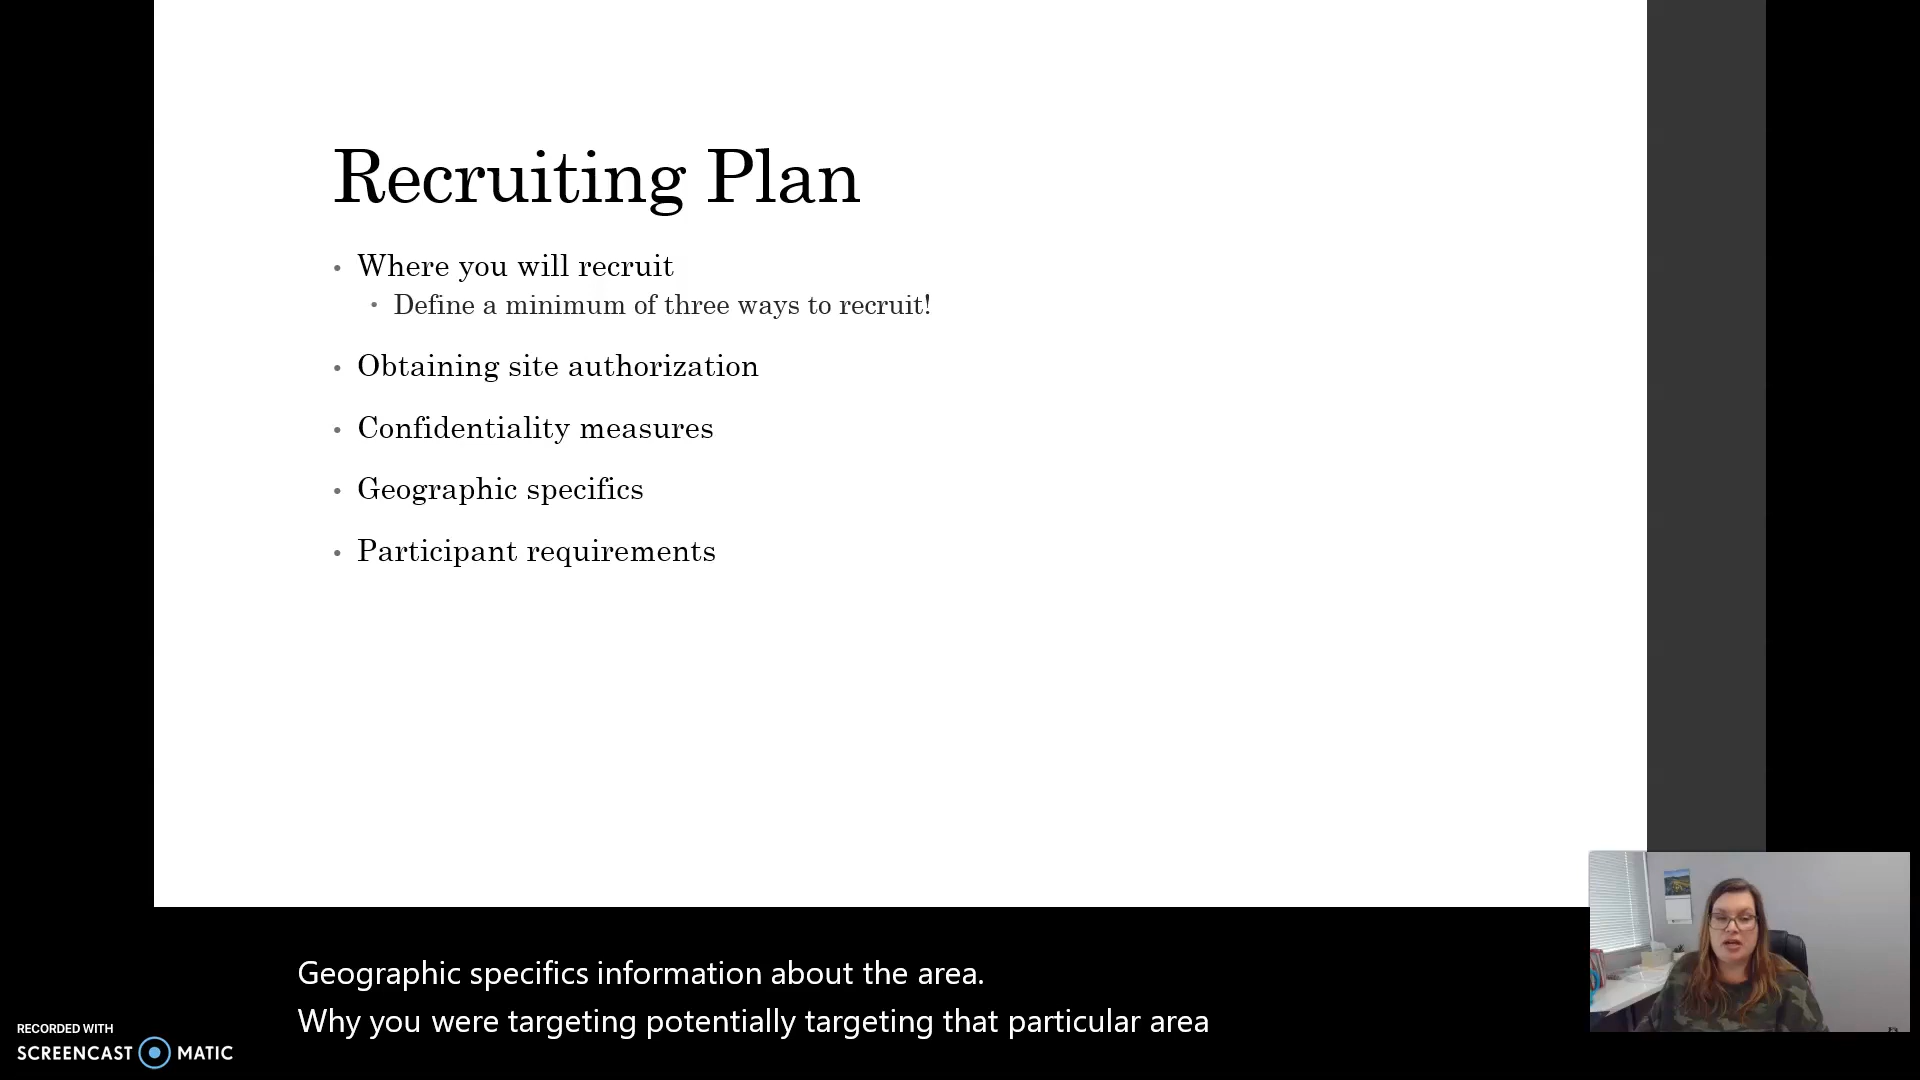 Recruiting Plan
• Where you will recruit
• Define a minimum of three ways to recruit!
• Obtaining site authorization
• Confidentiality measures
• Geographic specifics
• Participant requirements
Geographic specifics information about the area.
Why you were targeting potentially targeting that particular area
RECORDED WITH
SCREENCAST MATIC